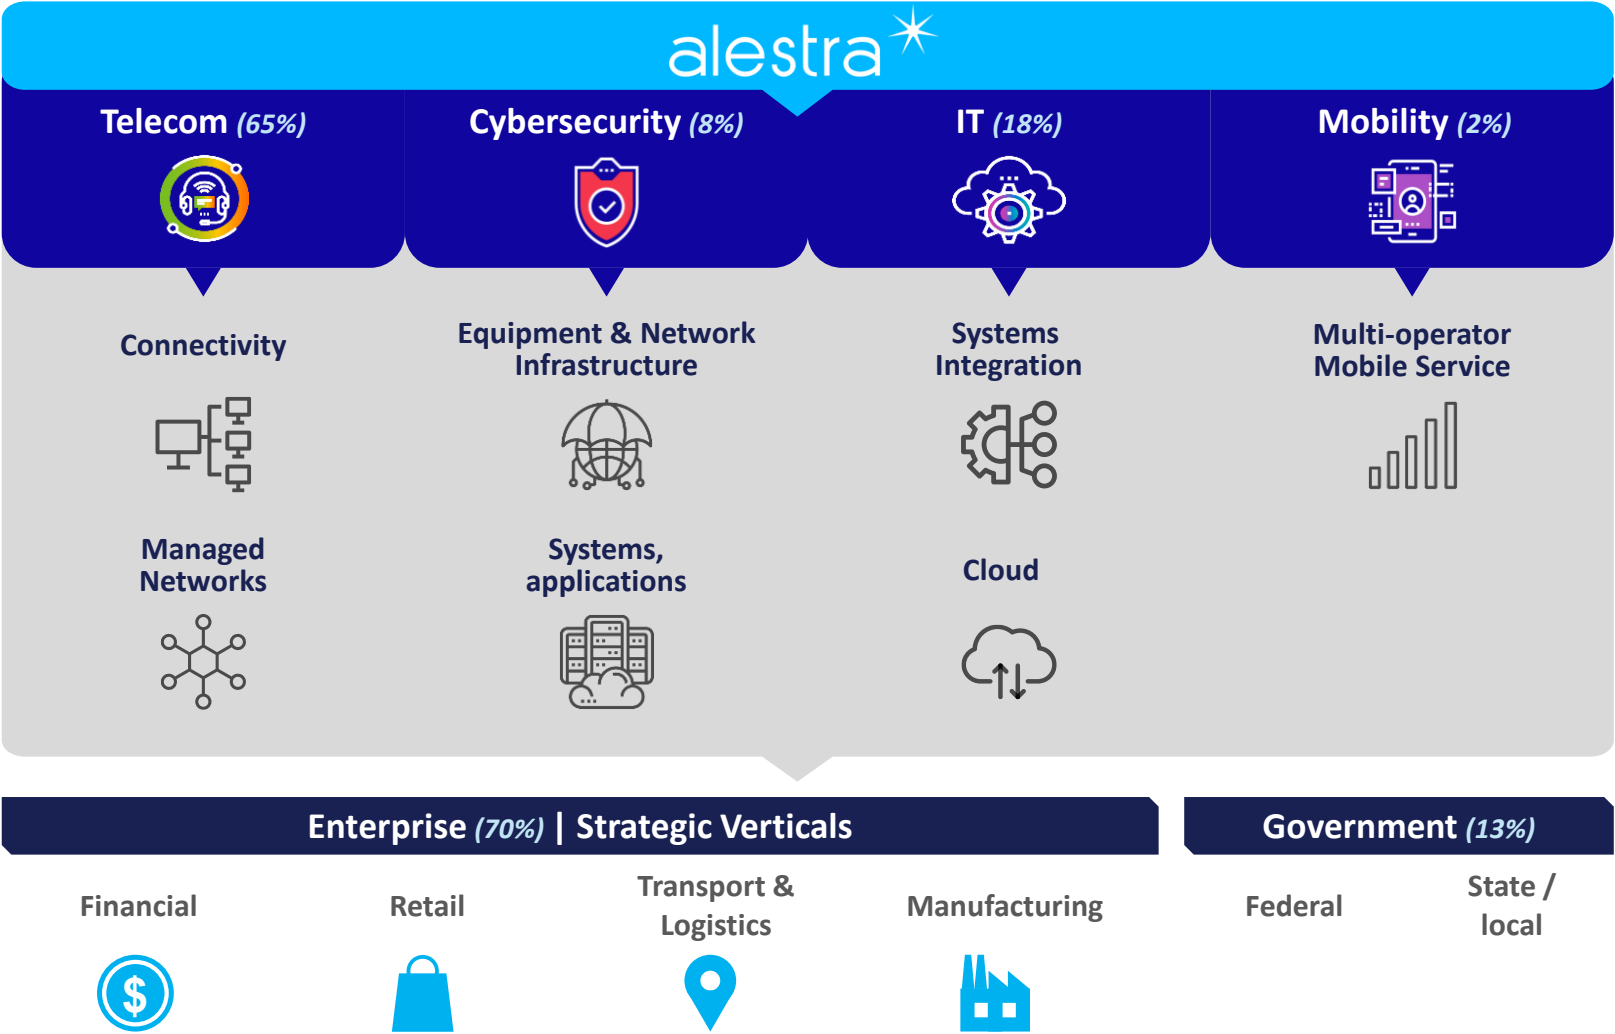 alestra
Telecom (65%)
Cybersecurity (8%)
IT (18%)
Mobility (2%)
Connectivity
Equipment & Network
Infrastructure
Systems
Integration
Multi-operator
Mobile Service
Managed
Networks
Systems,
applications
Cloud
Enterprise (70%) | Strategic Verticals
Government (13%)
Financial
Retail
Transport &
Logistics
Manufacturing
Federal
State /
local
$